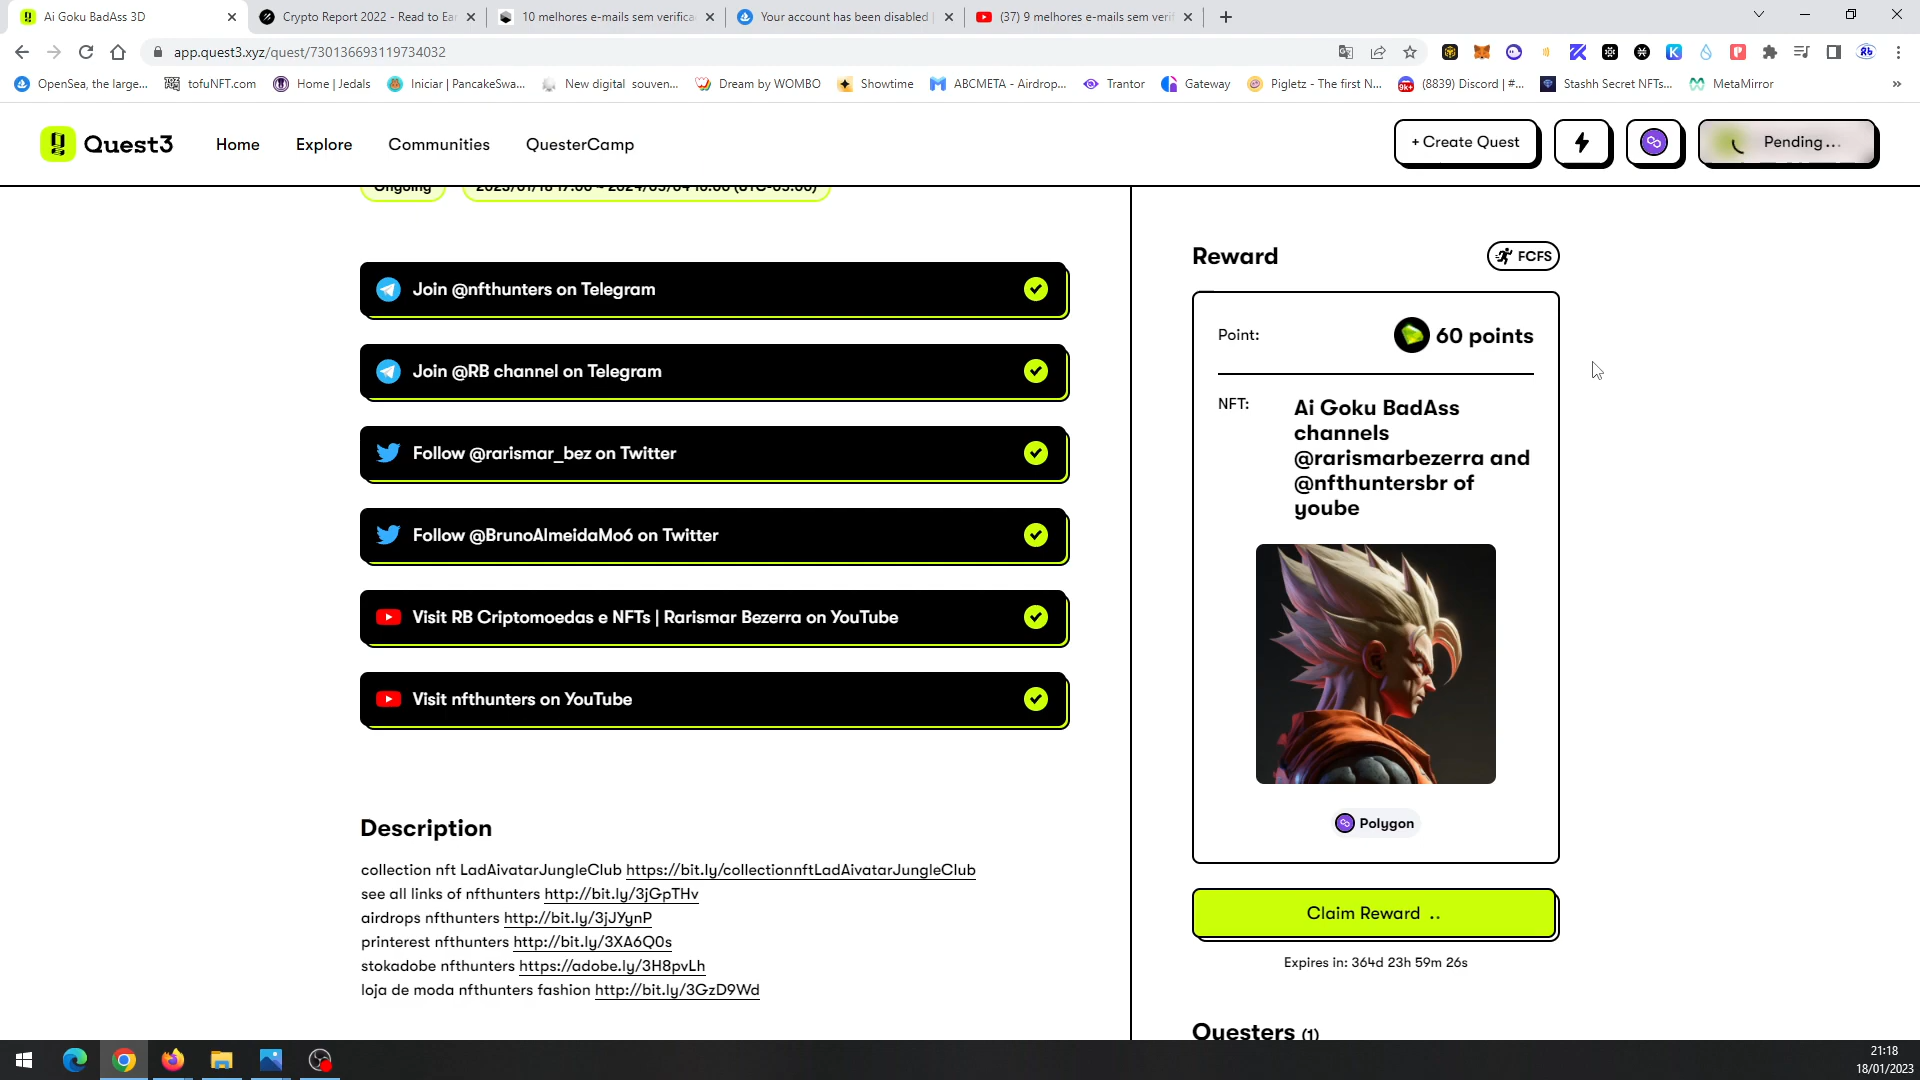 Ai Goku BadAss 3D
Crypto Report 2022 - Read to Ear
10 melhores e-mails sem verifica
Your account has been disabled |
(37) 9 melhores e-mails sem verif
app.quest3.xyz/quest/730136693119734032
OpenSea, the large...
tofuNFT.com
Home | Jedals
Iniciar | PancakeSwa...
New digital souven...
Dream by WOMBO
Showtime
ABCMETA - Airdrop...
Trantor
Gateway
Pigletz - The first N...
(8839) Discord | #...
Stashh Secret NFTs...
MetaMirror
»
Quest3
Home
Explore
Communities
QuesterCamp
+ Create Quest
Pending ...
Ongoing
Join @nfthunters on Telegram
Join @RB channel on Telegram
Follow @rarismar_bez on Twitter
Follow @BrunoAlmeidaMo6 on Twitter
Visit RB Criptomoedas e NFTs | Rarismar Bezerra on YouTube
Visit nfthunters on YouTube
Description
collection nft LadAivatarJungleClub https://bit.ly/collectionnftLadAivatarJungleClub
see all links of nfthunters http://bit.ly/3jGpTHv
airdrops nfthunters http://bit.ly/3jJYynP
printerest nfthunters http://bit.ly/3XA6Q0s
stokadobe nfthunters https://adobe.ly/3H8pvLh
loja de moda nfthunters fashion http://bit.ly/3GzD9Wd
Reward
FCFS
Point:
60 points
NFT:
Ai Goku BadAss
channels
@rarismarbezerra and
@nfthuntersbr of
yoube
Polygon
Claim Reward ..
Expires in: 364d 23h 59m 26s
Questers (1)
21:18
18/01/2023